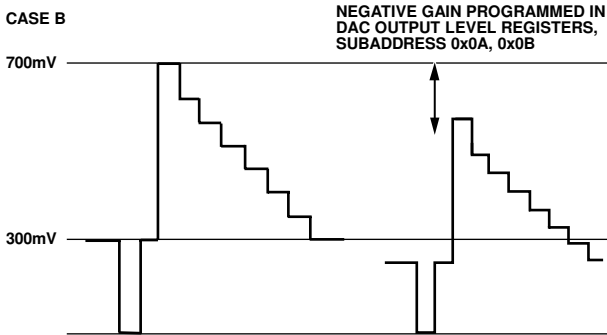 CASE B
NEGATIVE GAIN PROGRAMMED IN
DAC OUTPUT LEVEL REGISTERS,
SUBADDRESS 0x0A, 0x0B
700mV
300mV